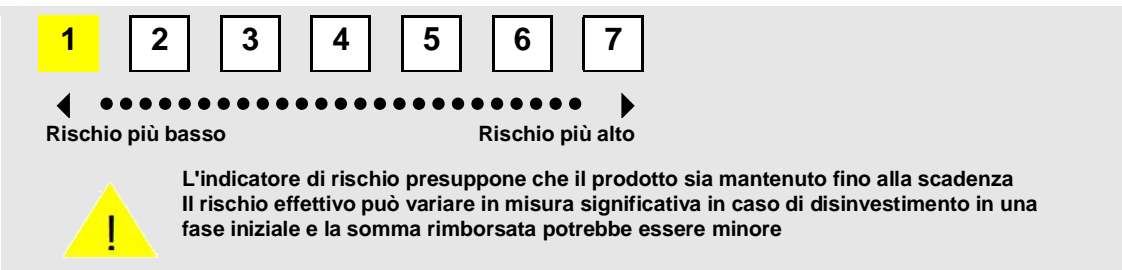 1 2 3 4 5 6 7
Rischio più basso Rischio più alto
L'indicatore di rischio presuppone che il prodotto sia mantenuto fino alla scadenza
Il rischio effettivo può variare in misura significativa in caso di disinvestimento in una
fase iniziale e la somma rimborsata potrebbe essere minore
!